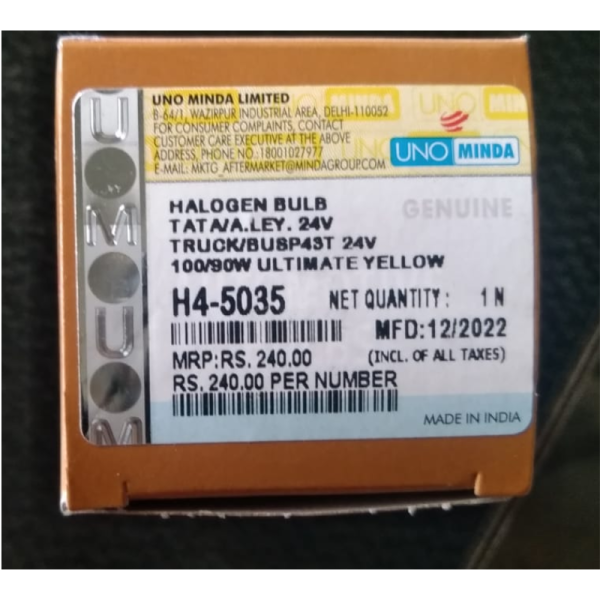 UNO MINDA LIMITED
B-64/1, WAZIRPUR INDUSTRIAL AREA, DELHI-110052
FOR CONSUMER COMPLAINTS, CONTACT
CUSTOMER CARE EXECUTIVE AT THE ABOVE
ADDRESS, PHONE NO.:18001027977
E-MAIL: MKTG_AFTERMARKET@MINDAGROUP.COM
UNO MINDA
HALOGEN BULB
GENUINE
TATA/A.LEY. 24V
TRUCK/BUSP43T 24V
100/90W ULTIMATE YELLOW
H4-5035 NET QUANTITY: 1 N
MFD:12/2022
MRP:RS. 240.00 (INCL. OF ALL TAXES)
RS. 240.00 PER NUMBER
MADE IN INDIA
UOMOUOM